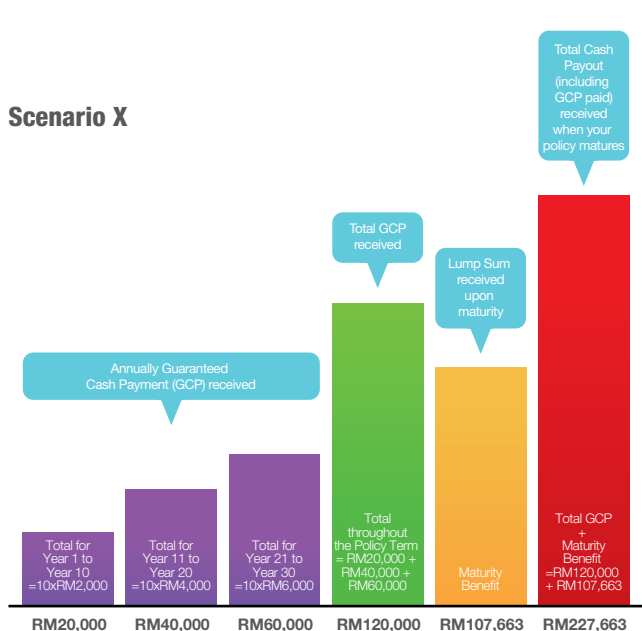 Total Cash
Payout
(including
GCP paid)
received
when your
policy matures
Scenario X
Total GCP
received
Lump Sum
received
upon
maturity
Annually Guaranteed
Cash Payment (GCP) received
Total for
Year 1 to
Year 10
=10xRM2,000
Total for
Year 11 to
Year 20
=10xRM4,000
Total for
Year 21 to
Year 30
=10xRM6,000
Total
throughout
the Policy Term
= RM20,000 +
RM40,000 +
RM60,000
Maturity
Benefit
Total GCP
+
Maturity
Benefit
=RM120,000
+ RM107,663
RM20,000 RM40,000 RM60,000 RM120,000 RM107,663 RM227,663